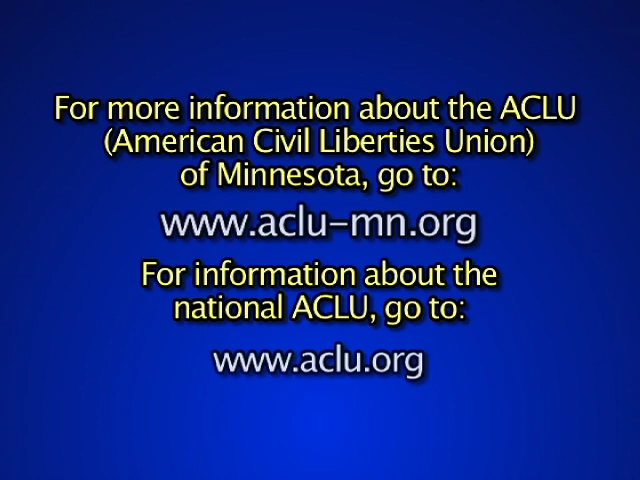 For more information about the ACLU
(American Civil Liberties Union)
of Minnesota, go to:
www.aclu-mn.org
For information about the
national ACLU, go to:
www.aclu.org